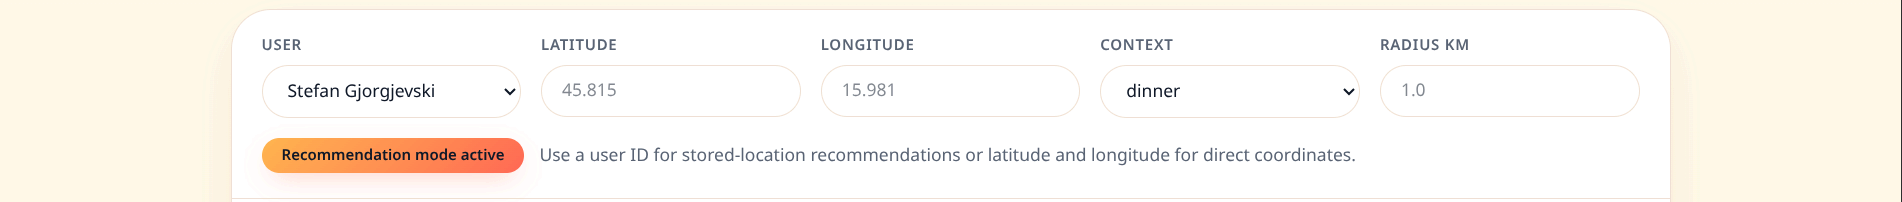 USER LATITUDE LONGITUDE CONTEXT RADIUS KM
Stefan Gjorgjevski 45.815 15.981 dinner 1.0
Recommendation mode active Use a user ID for stored-location recommendations or latitude and longitude for direct coordinates.